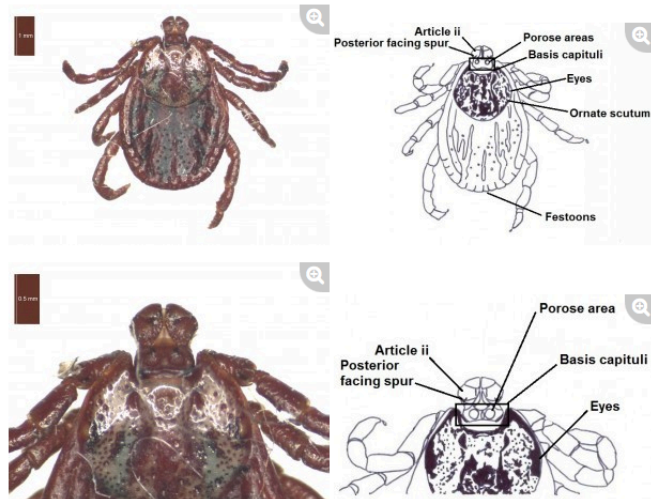 1 mm
Article ii
Posterior facing spur
Porose areas
Basis capituli
Eyes
Ornate scutum
Festoons
0.5 mm
Porose area
Article ii
Posterior
facing spur
Basis capituli
Eyes